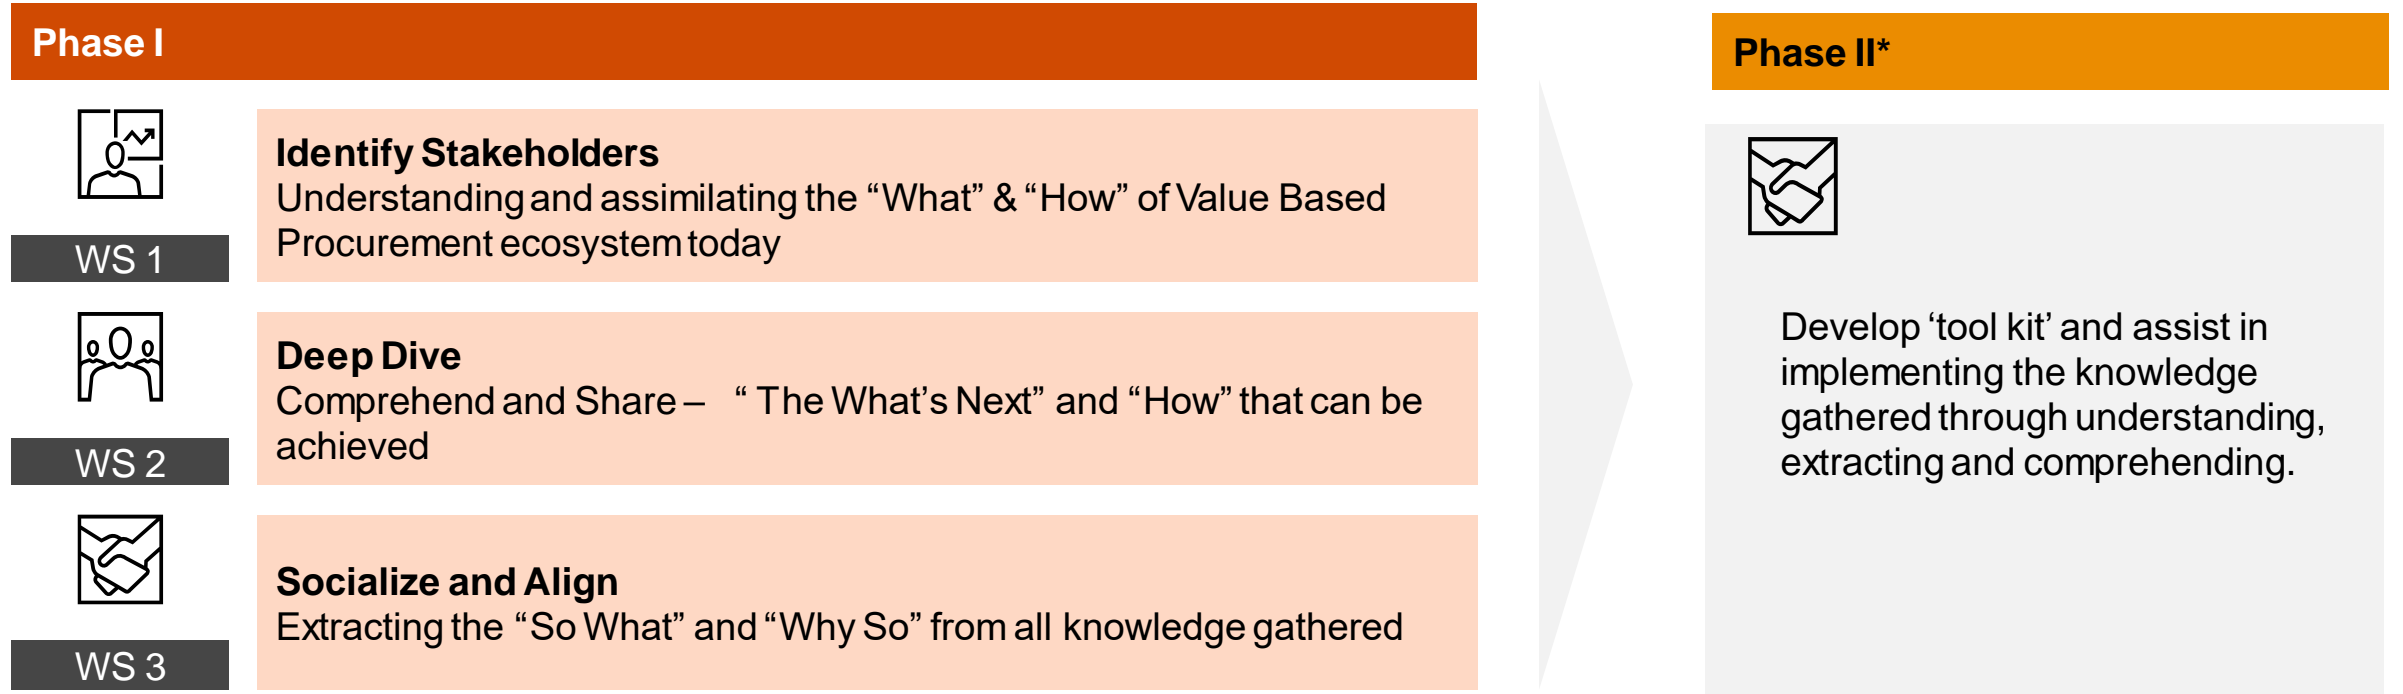 Phase I
WS 1
Identify Stakeholders
Understanding and assimilating the “What” & “How” of Value Based
Procurement ecosystem today
WS 2
Deep Dive
Comprehend and Share – “ The What’s Next” and “How” that can be
achieved
WS 3
Socialize and Align
Extracting the “So What” and “Why So” from all knowledge gathered
Phase II*
Develop ‘tool kit’ and assist in
implementing the knowledge
gathered through understanding,
extracting and comprehending.